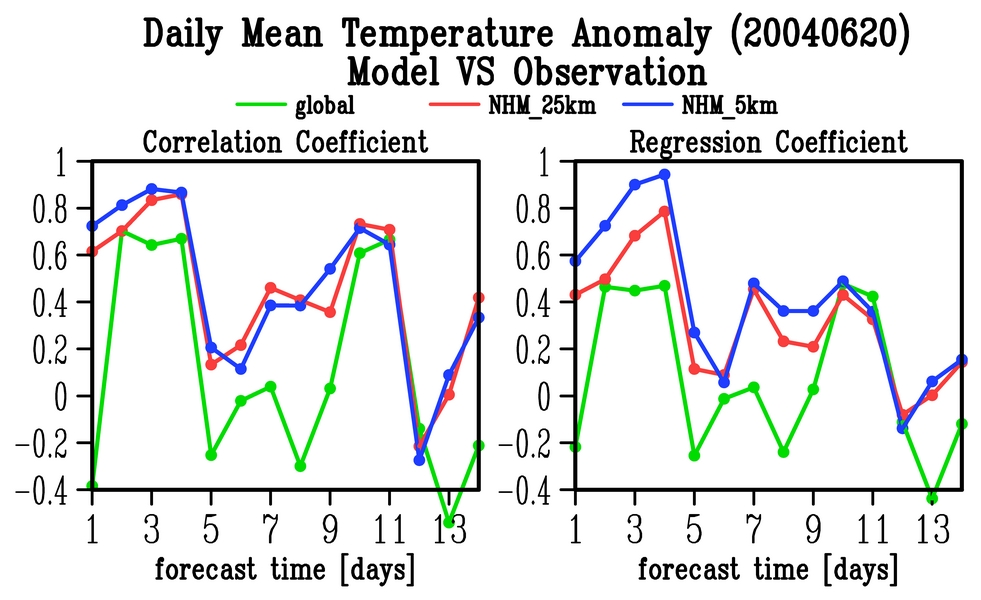 Daily Mean Temperature Anomaly (20040620)
Model VS Observation
global NHM_25km NHM_5km
Correlation Coefficient
1
0.8
0.6
0.4
0.2
0
−0.2
−0.4
1 3 5 7 9 11 13
forecast time [days]
Regression Coefficient
1
0.8
0.6
0.4
0.2
0
−0.2
−0.4
1 3 5 7 9 11 13
forecast time [days]